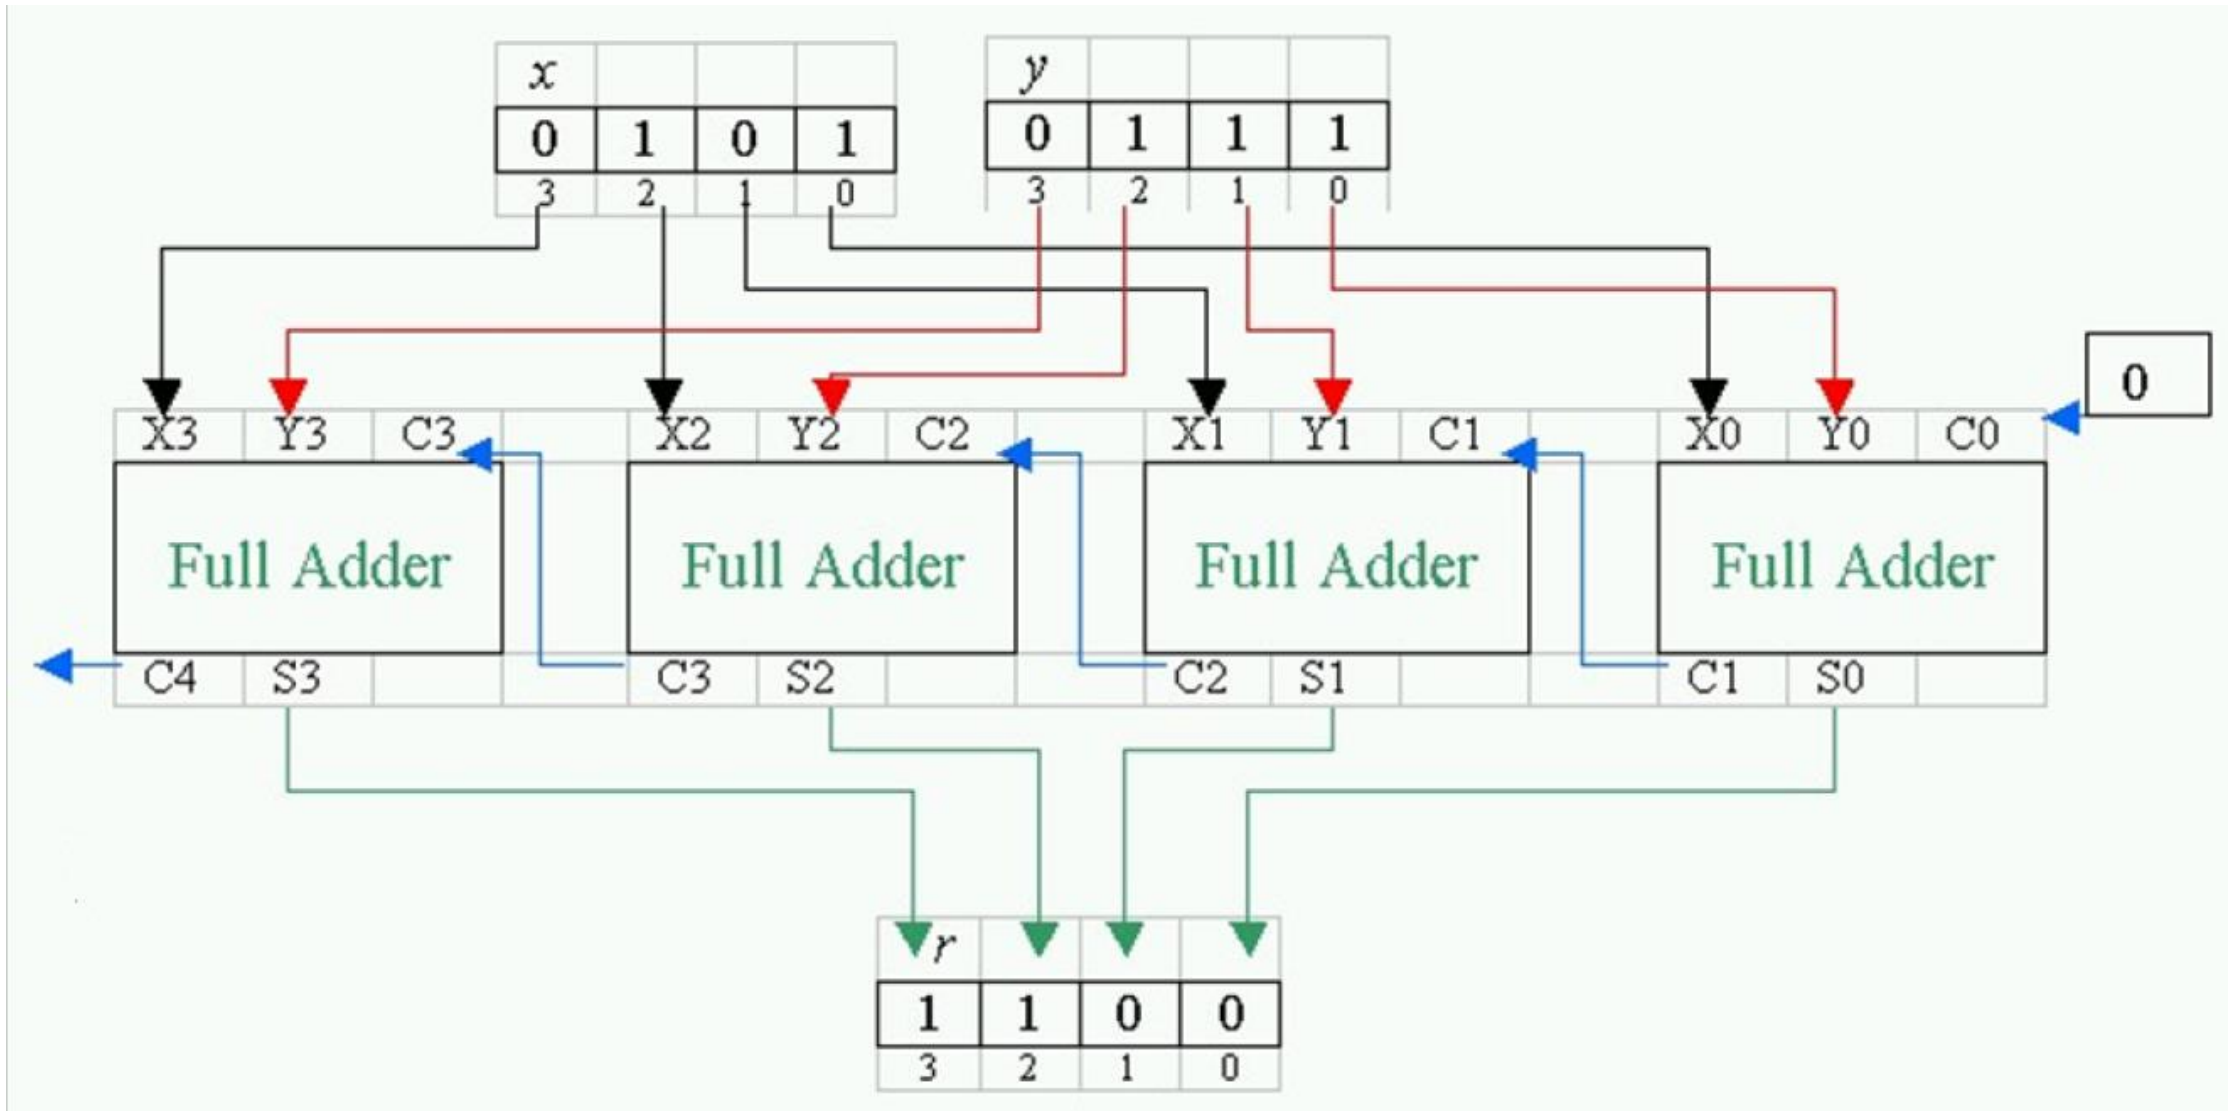 x
0 1 0 1
3 2 1 0
y
0 1 1 1
3 2 1 0
0
X3 Y3 C3 X2 Y2 C2 X1 Y1 C1 X0 Y0 C0
Full Adder Full Adder Full Adder Full Adder
C4 S3 C3 S2 C2 S1 C1 S0
r
1 1 0 0
3 2 1 0